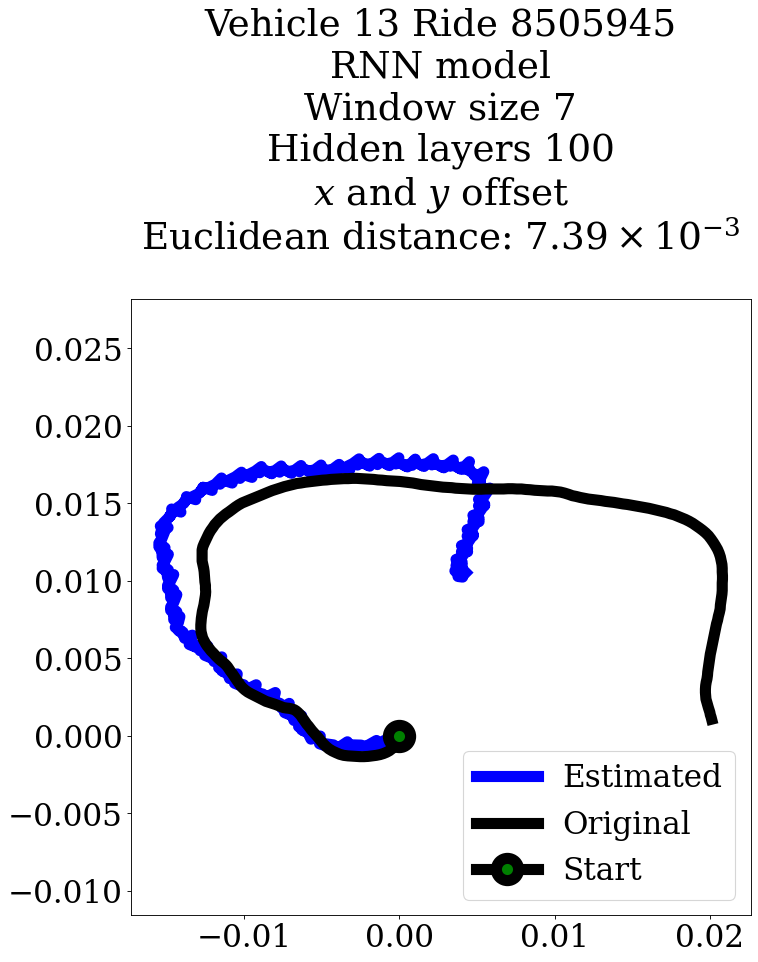 Vehicle 13 Ride 8505945
RNN model
Window size 7
Hidden layers 100
x and y offset
Euclidean distance: 7.39 × 10⁻³
0.025
0.020
0.015
0.010
0.005
0.000
−0.005
−0.010
Estimated
Original
Start
−0.01 0.00 0.01 0.02